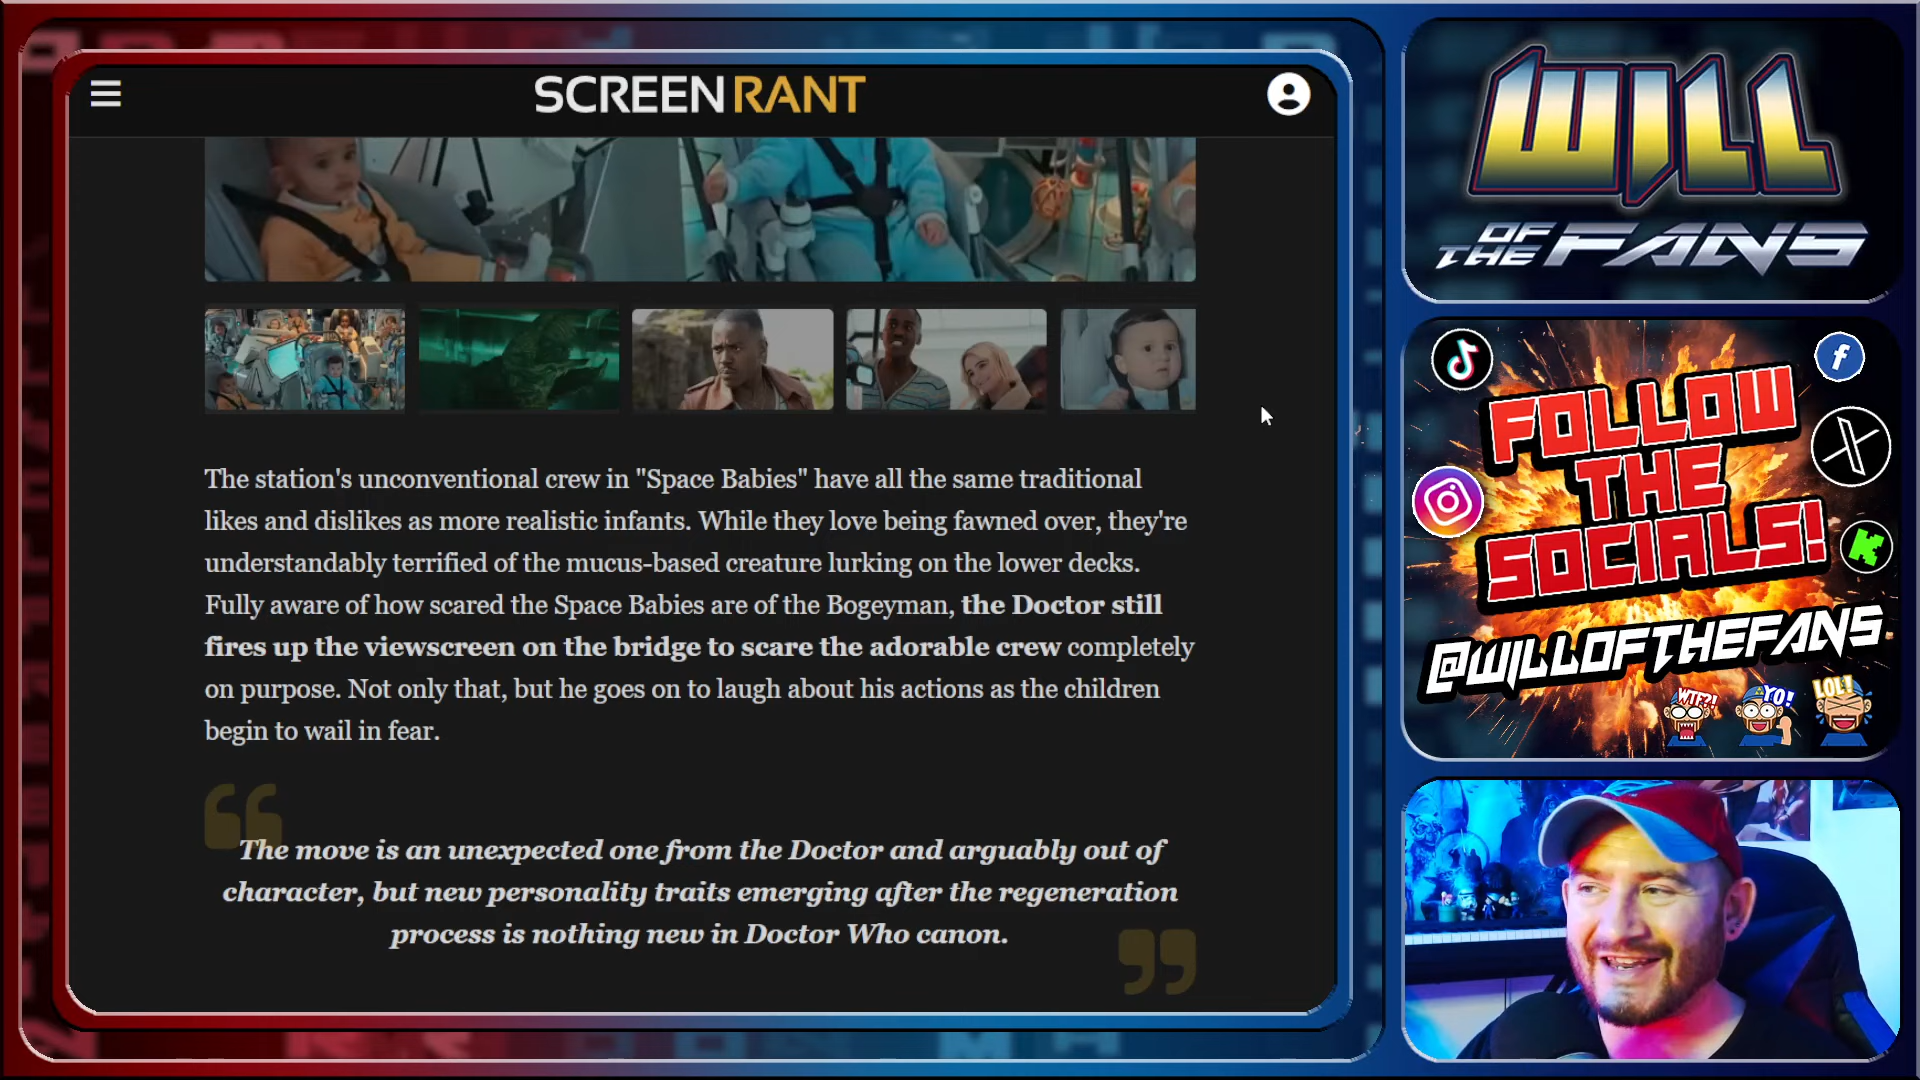 SCREENRANT
The station's unconventional crew in "Space Babies" have all the same traditional
likes and dislikes as more realistic infants. While they love being fawned over, they're
understandably terrified of the mucus-based creature lurking on the lower decks.
Fully aware of how scared the Space Babies are of the Bogeyman, the Doctor still
fires up the viewscreen on the bridge to scare the adorable crew completely
on purpose. Not only that, but he goes on to laugh about his actions as the children
begin to wail in fear.
“
The move is an unexpected one from the Doctor and arguably out of
character, but new personality traits emerging after the regeneration
process is nothing new in Doctor Who canon.
”
WILL
OF
THE FANS
FOLLOW
THE
SOCIALS!
@WILLOFTHEFANS
WTF?!
YO!
LOL!